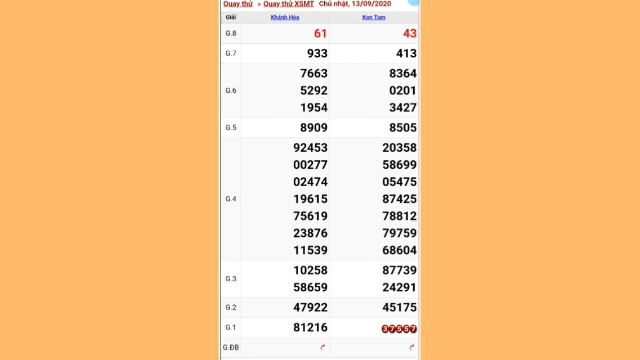 Quay thử » Quay thử XSMT Chủ nhật, 13/09/2020
Giải Khánh Hòa Kon Tum
G.8 61 43
G.7 933 413
7663 8364
G.6 5292 0201
1954 3427
G.5 8909 8505
92453 20358
00277 58699
02474 05475
G.4 19615 87425
75619 78812
23876 79759
11539 68604
10258 87739
G.3
58659 24291
G.2 47922 45175
G.1 81216 37557
G.ĐB